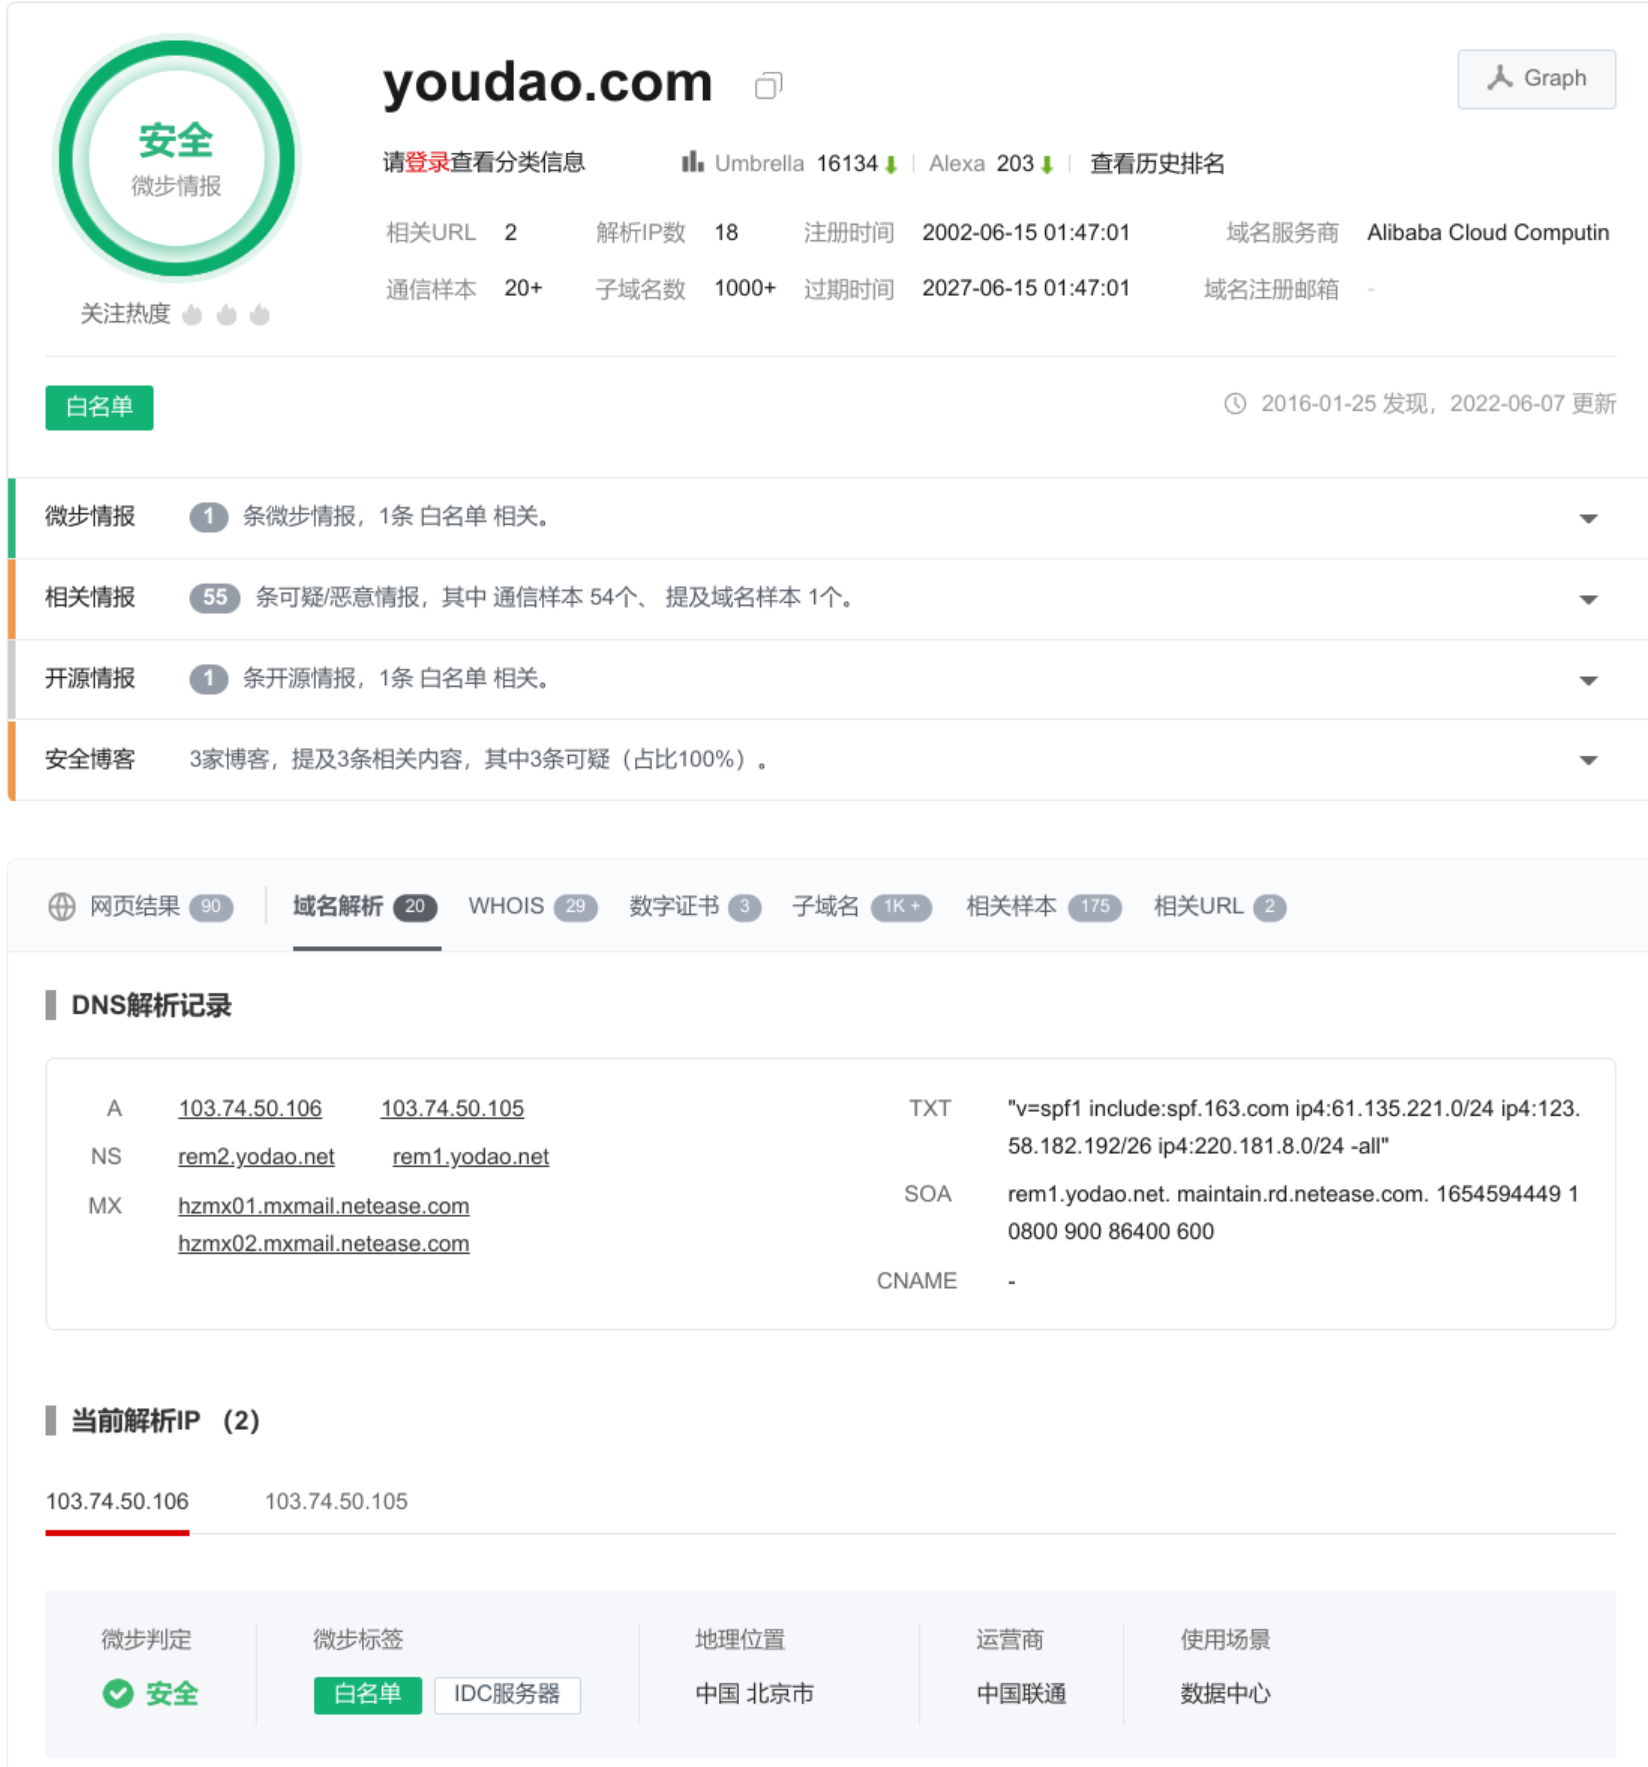 youdao.com
Graph
安全
微步情报
请登录查看分类信息 Umbrella 16134 Alexa 203 查看历史排名
相关URL 2 解析IP数 18 注册时间 2002-06-15 01:47:01 域名服务商 Alibaba Cloud Computin
通信样本 20+ 子域名数 1000+ 过期时间 2027-06-15 01:47:01 域名注册邮箱 -
关注热度
白名单 2016-01-25 发现，2022-06-07 更新
微步情报 1 条微步情报，1条 白名单 相关。
相关情报 55 条可疑/恶意情报，其中 通信样本 54个、 提及域名样本 1个。
开源情报 1 条开源情报，1条 白名单 相关。
安全博客 3家博客，提及3条相关内容，其中3条可疑（占比100%）。
网页结果 90 域名解析 20 WHOIS 29 数字证书 3 子域名 1K + 相关样本 175 相关URL 2
DNS解析记录
A 103.74.50.106 103.74.50.105
NS rem2.yodao.net rem1.yodao.net
MX hzmx01.mxmail.netease.com
hzmx02.mxmail.netease.com
TXT "v=spf1 include:spf.163.com ip4:61.135.221.0/24 ip4:123.
58.182.192/26 ip4:220.181.8.0/24 -all"
SOA rem1.yodao.net. maintain.rd.netease.com. 1654594449 1
0800 900 86400 600
CNAME -
当前解析IP （2）
103.74.50.106 103.74.50.105
微步判定 微步标签 地理位置 运营商 使用场景
安全 白名单 IDC服务器 中国 北京市 中国联通 数据中心